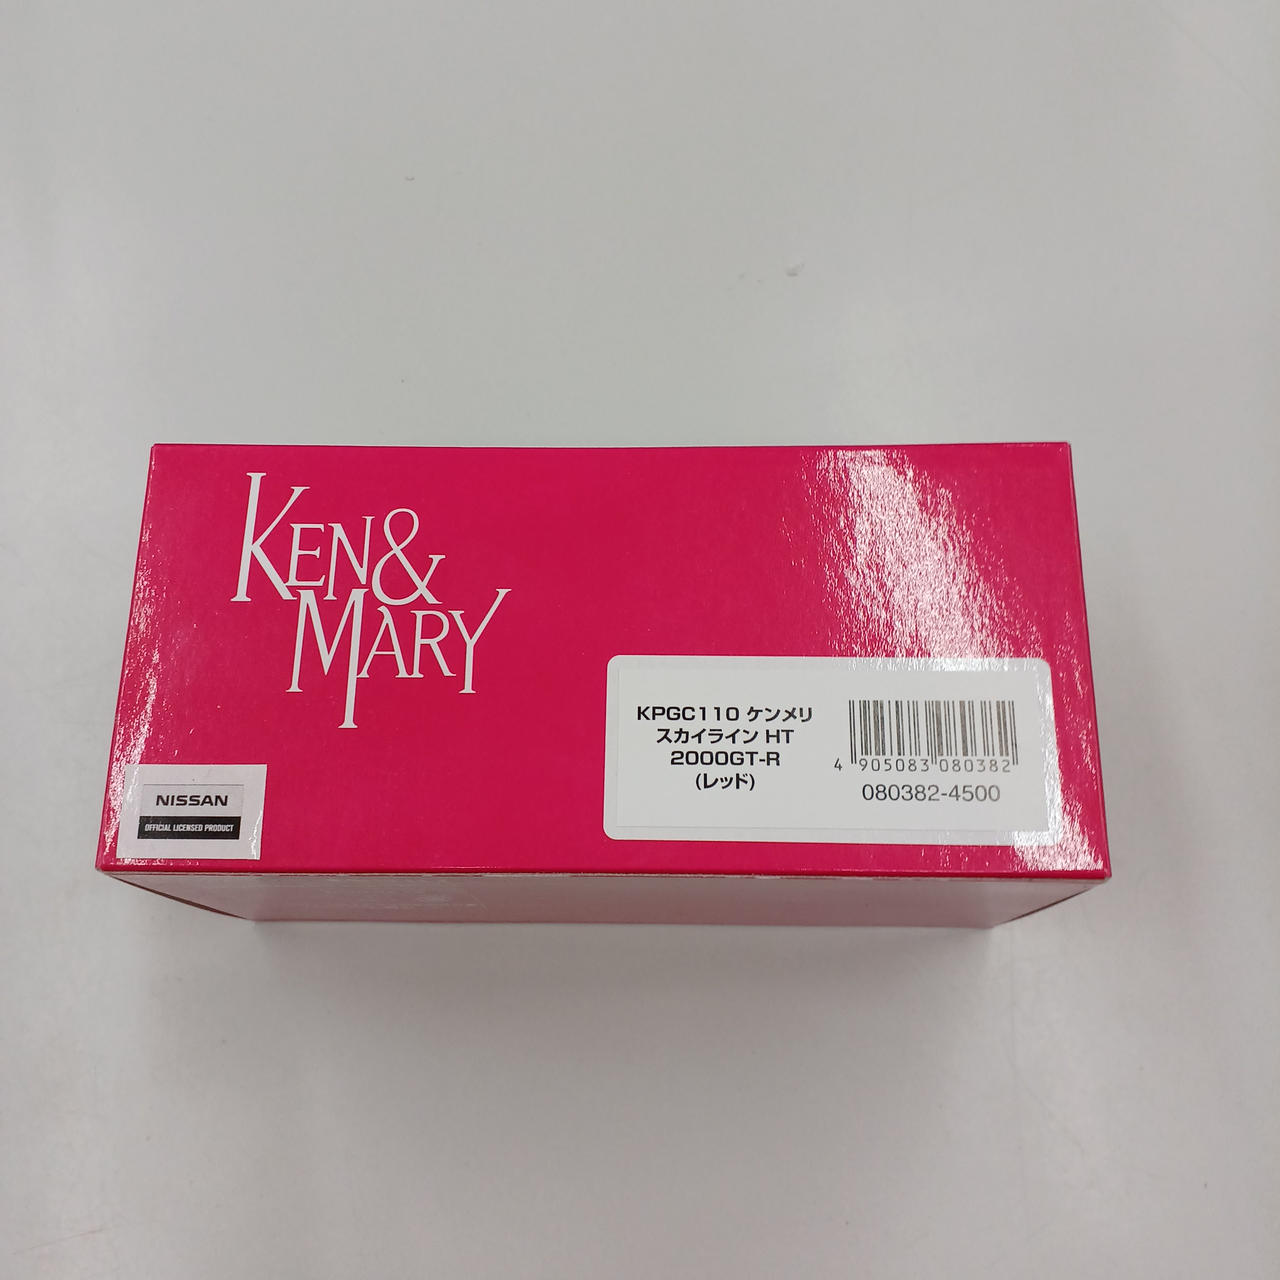 KEN&
MARY
KPGC110 ケンメリ
スカイライン HT
2000GT-R
(レッド)
4 905083 080382
080382-4500
NISSAN
OFFICIAL LICENSED PRODUCT